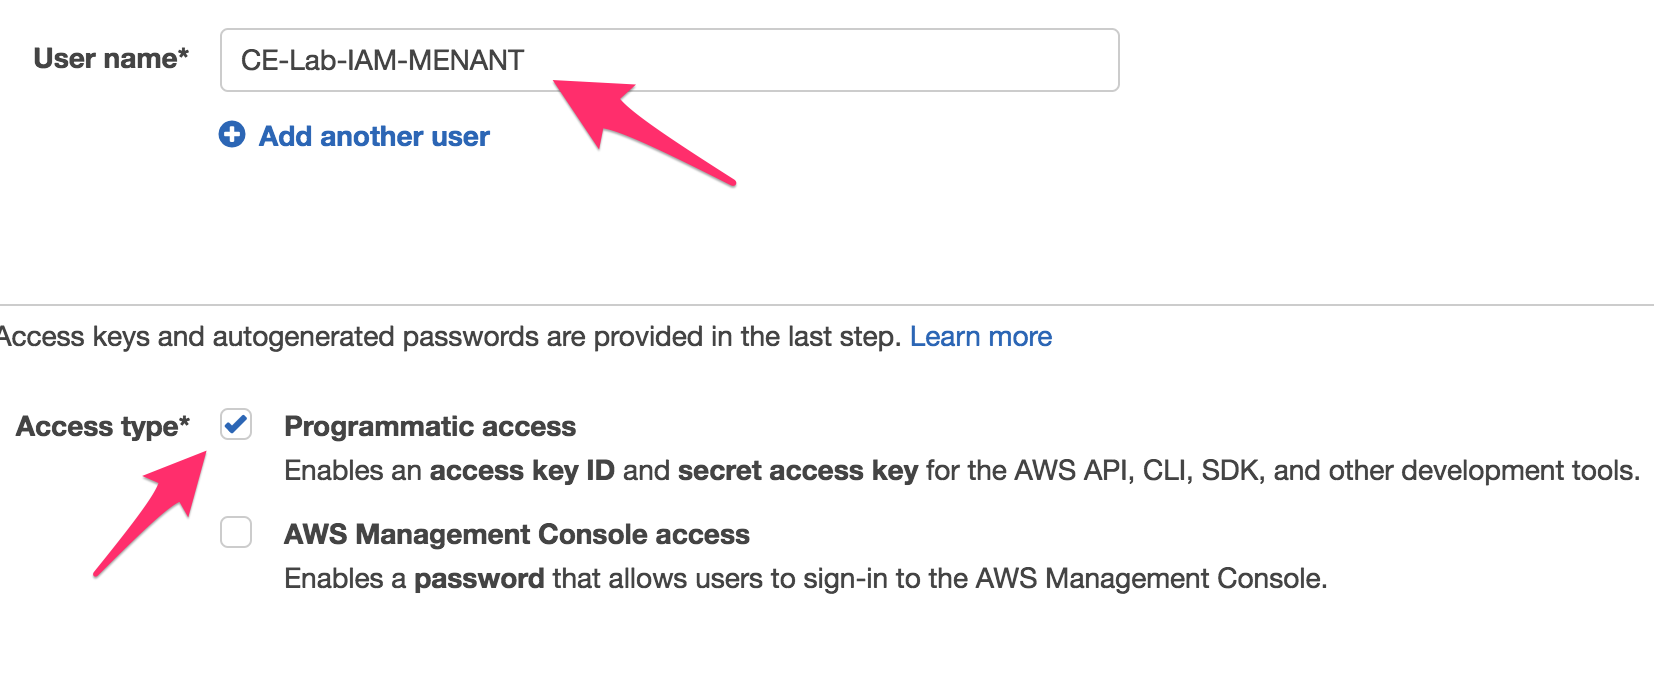 User name*
CE-Lab-IAM-MENANT
Add another user
Access keys and autogenerated passwords are provided in the last step. Learn more
Access type*
Programmatic access
Enables an access key ID and secret access key for the AWS API, CLI, SDK, and other development tools.
AWS Management Console access
Enables a password that allows users to sign-in to the AWS Management Console.